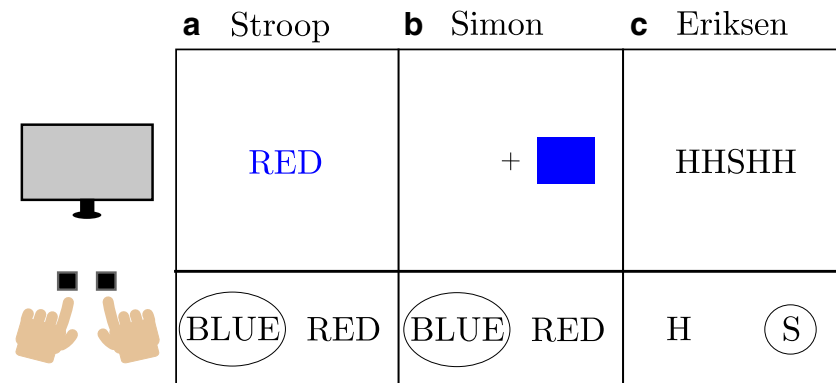 a Stroop b Simon c Eriksen
RED + HHSHH
BLUE RED BLUE RED H S